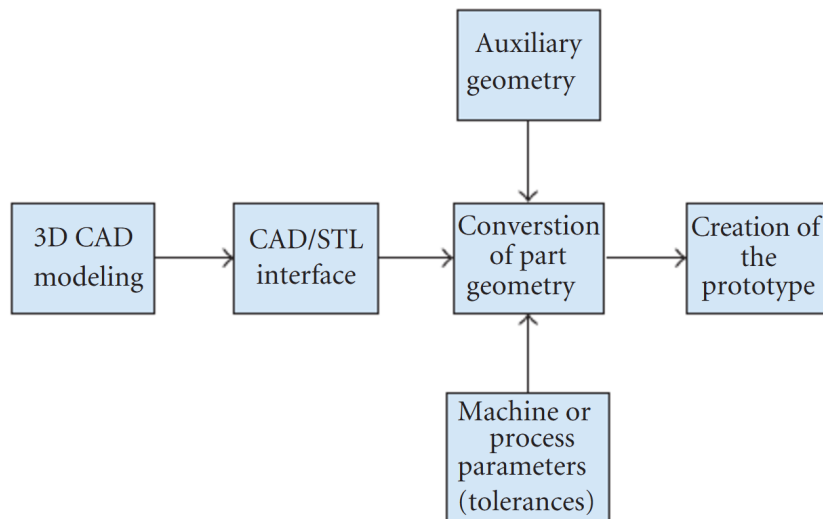 Auxiliary
geometry
3D CAD
modeling
CAD/STL
interface
Converstion
of part
geometry
Creation of
the
prototype
Machine or
process
parameters
(tolerances)